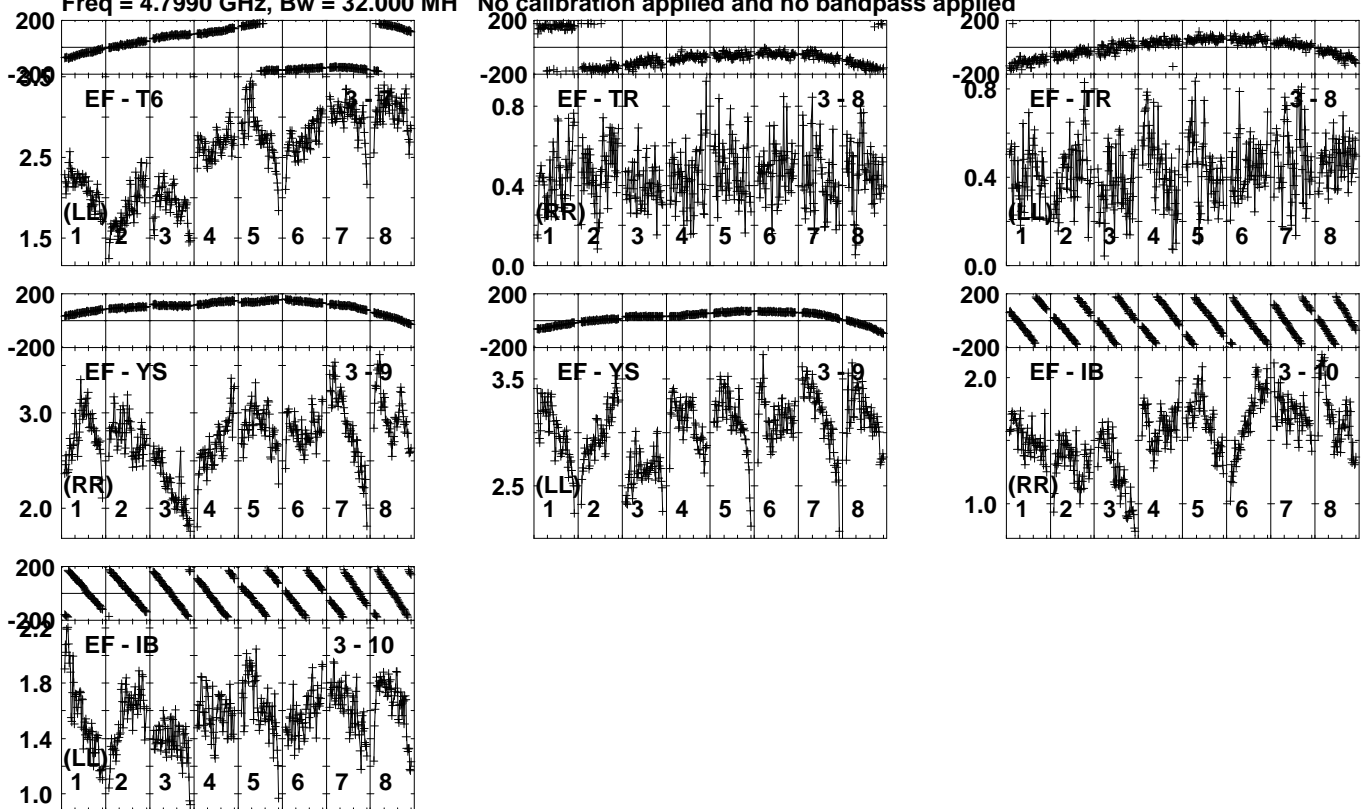 Freq = 4.7990 GHz, Bw = 32.000 MH No calibration applied and no bandpass applied
200
-200
3.5
EF - T6 3 - 7
2.5
(LL)
1.5
1 2 3 4 5 6 7 8
200
-200
0.8
EF - TR 3 - 8
0.4
(RR)
0.0
1 2 3 4 5 6 7 8
200
-200
0.8
EF - TR 3 - 8
0.4
(LL)
0.0
1 2 3 4 5 6 7 8
200
-200
EF - YS 3 - 9
3.0
(RR)
2.0
1 2 3 4 5 6 7 8
200
-200
3.5
EF - YS 3 - 9
2.5
(LL)
1 2 3 4 5 6 7 8
200
-200
2.0
EF - IB 3 - 10
(RR)
1.0
1 2 3 4 5 6 7 8
200
-200
2.2
EF - IB 3 - 10
1.8
1.4
(LL)
1.0
1 2 3 4 5 6 7 8